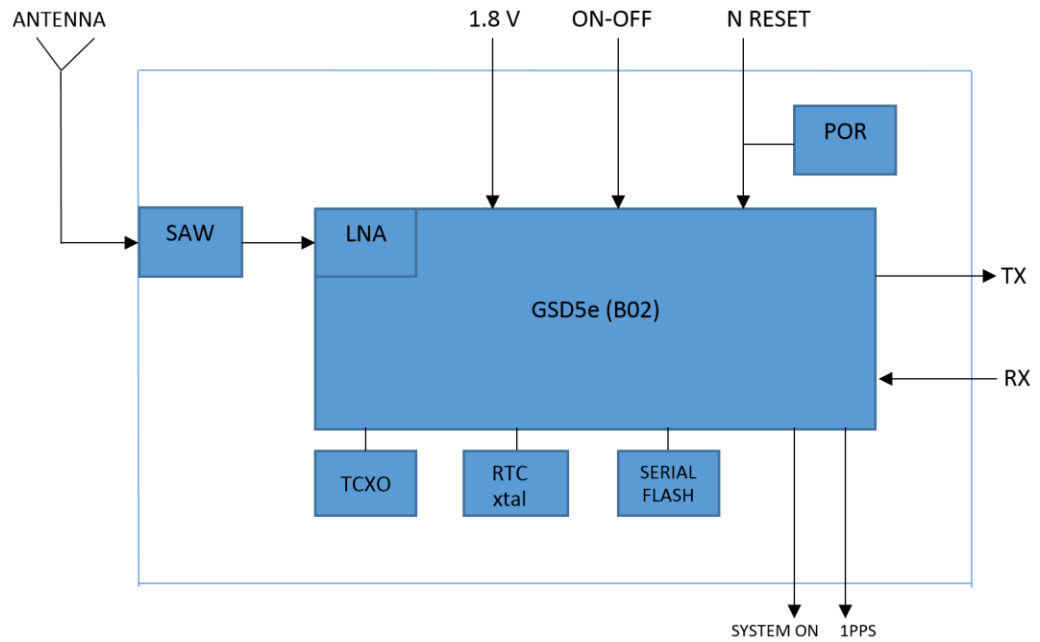 ANTENNA
1.8 V
ON-OFF
N RESET
POR
SAW
LNA
TX
GSD5e (B02)
RX
TCXO
RTC
xtal
SERIAL
FLASH
SYSTEM ON
1PPS